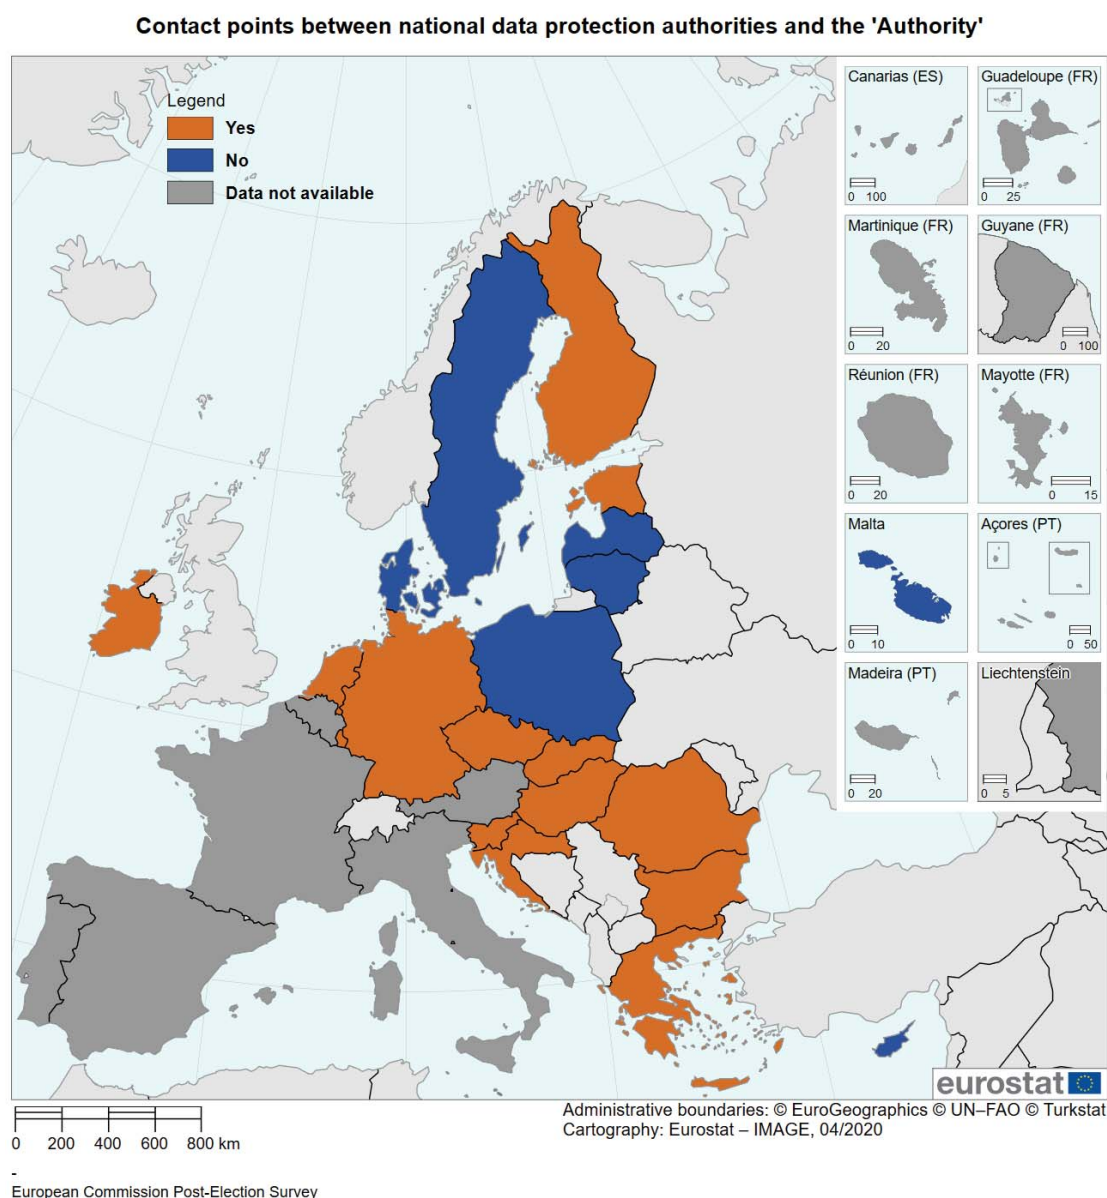 Contact points between national data protection authorities and the 'Authority'
Legend
Yes
No
Data not available
Canarias (ES)
0 100
Guadeloupe (FR)
0 25
Martinique (FR)
0 20
Guyane (FR)
0 100
Réunion (FR)
0 20
Mayotte (FR)
0 15
Malta
0 10
Açores (PT)
0 50
Madeira (PT)
0 20
Liechtenstein
0 5
eurostat
Administrative boundaries: © EuroGeographics © UN–FAO © Turkstat
Cartography: Eurostat – IMAGE, 04/2020
0 200 400 600 800 km
-
European Commission Post-Election Survey